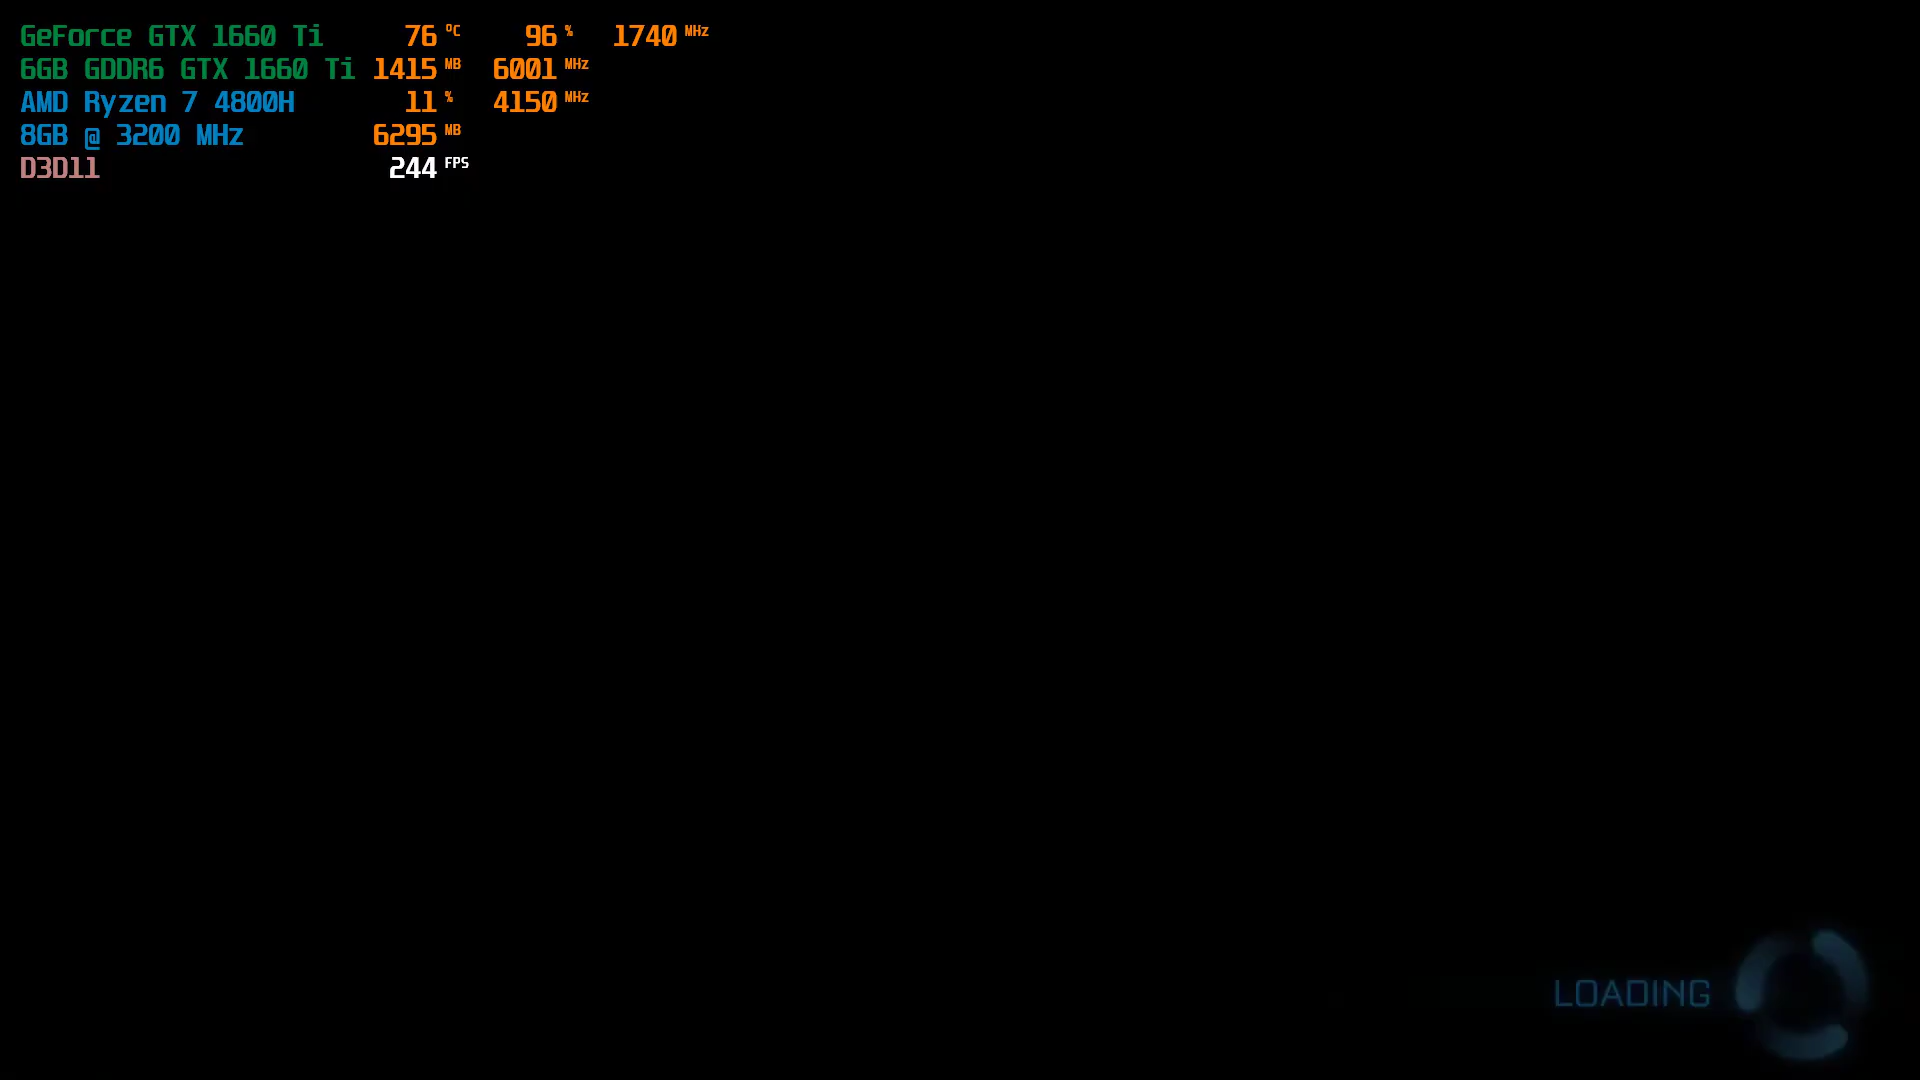 GeForce GTX 1660 Ti 76 °C 96 % 1740 MHz
6GB GDDR6 GTX 1660 Ti 1415 MB 6001 MHz
AMD Ryzen 7 4800H 11 % 4150 MHz
8GB @ 3200 MHz 6295 MB
D3D11 244 FPS
LOADING